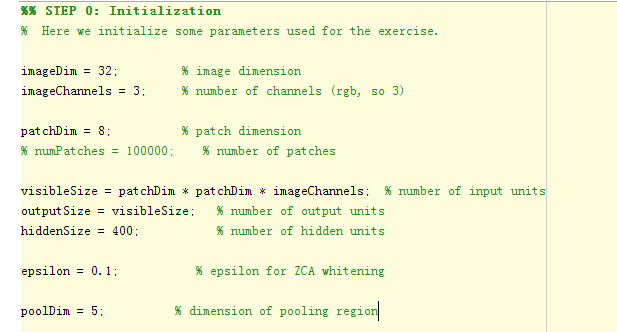 %% STEP 0: Initialization
%  Here we initialize some parameters used for the exercise.
imageDim = 32;         % image dimension
imageChannels = 3;     % number of channels (rgb, so 3)
patchDim = 8;          % patch dimension
% numPatches = 100000;    % number of patches
visibleSize = patchDim * patchDim * imageChannels;  % number of input units
outputSize = visibleSize;   % number of output units
hiddenSize = 400;           % number of hidden units
epsilon = 0.1;           % epsilon for ZCA whitening
poolDim = 5;          % dimension of pooling region